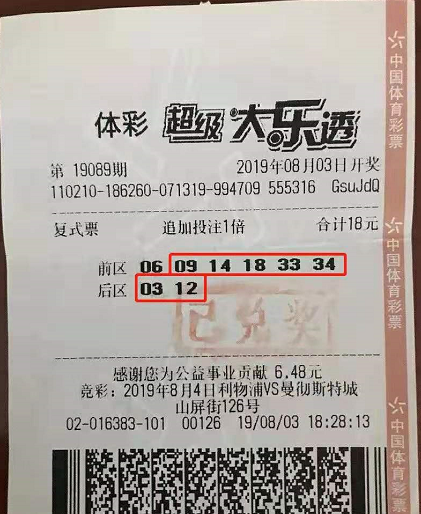 体彩 超级大乐透
第 19089期 2019年08月03日开奖
110210-186260-071319-994709 555316 GsuJdQ
复式票 追加投注1倍 合计18元
前区 06 09 14 18 33 34
后区 03 12
已兑奖
感谢您为公益事业贡献 6.48元
竞彩:2019年8月4日利物浦VS曼彻斯特城
山屏街126号
02-016383-101 00126 19/08/03 18:28:13
中国体育彩票
中国体育彩票
中国体育彩票